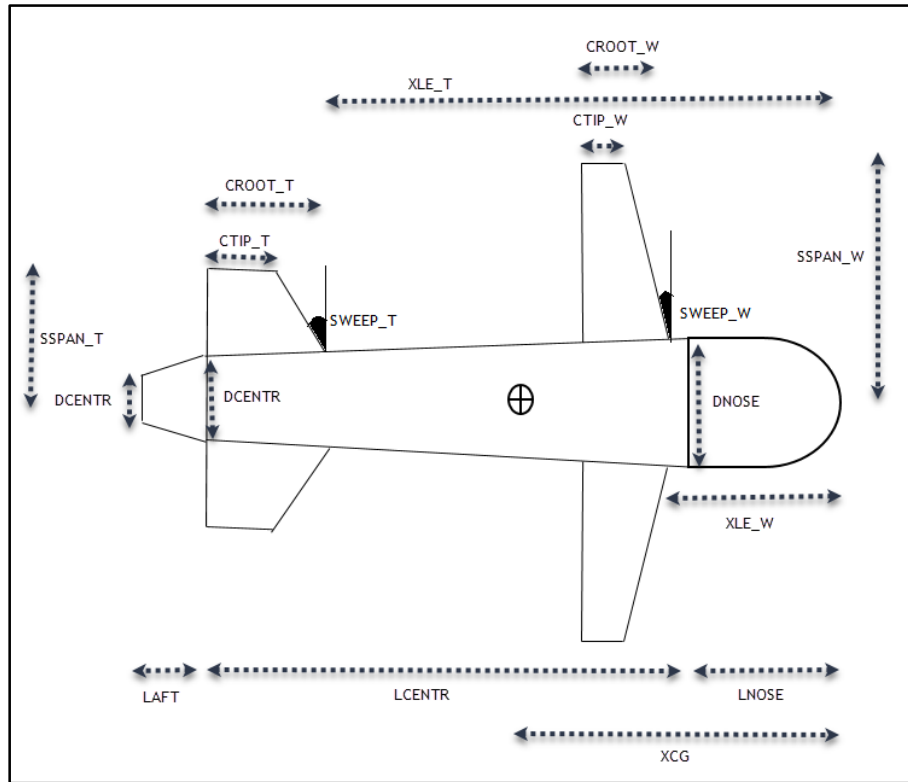 CROOT_W
XLE_T
CTIP_W
CROOT_T
CTIP_T
SSPAN_W
SWEEP_T
SWEEP_W
SSPAN_T
DCENTR
DCENTR
DNOSE
XLE_W
LAFT
LCENTR
LNOSE
XCG